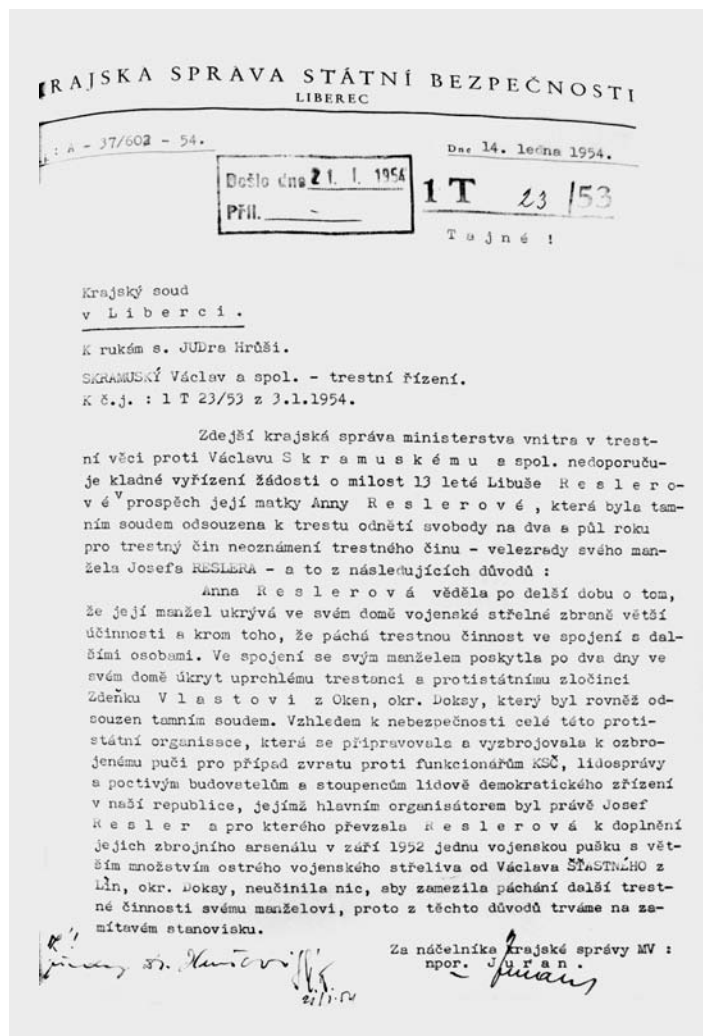 KRAJSKA SPRÁVA STÁTNÍ BEZPEČNOSTI
LIBEREC
: A - 37/602 - 54.
Dne 14. ledna 1954.
Došlo dne 21. I. 1954
Příl. -
1 T 23/53
Tajné !
Krajský soud
v Liberci.
K rukám s. JUDra Hrůši.
SKRAMUSKÝ Václav a spol. - trestní řízení.
K č.j. : 1 T 23/53 z 3.1.1954.
Zdejší krajská správa ministerstva vnitra v trest-
ní věci proti Václavu S k r a m u s k é m u a spol. nedoporuču-
je kladné vyřízení žádosti o milost 13 leté Libuše R e s l e r o-
v é v prospěch její matky Anny R e s l e r o v é , která byla tam-
ním soudem odsouzena k trestu odnětí svobody na dva a půl roku
pro trestný čin neoznámení trestného činu - velezrady svého man-
žela Josefa RESLERA - a to z následujících důvodů :
Anna R e s l e r o v á věděla po delší dobu o tom,
že její manžel ukrývá ve svém domě vojenské střelné zbraně větší
účinnosti a krom toho, že páchá trestnou činnost ve spojení s dal-
šími osobami. Ve spojení se svým manželem poskytla po dva dny ve
svém domě úkryt uprchlému trestanci a protistátnímu zločinci
Zdeňku V l a s t o v i z Oken, okr. Doksy, který byl rovněž od-
souzen tamním soudem. Vzhledem k nebezpečnosti celé této proti-
státní organisace, která se připravovala a vyzbrojovala k ozbro-
jenému puči pro případ zvratu proti funkcionářům KSČ, lidosprávy
a poctivým budovatelům a stoupencům lidově demokratického zřízení
v naší republice, jejímž hlavním organisátorem byl právě Josef
R e s l e r a pro kterého převzala R e s l e r o v á k doplnění
jejich zbrojního arsenálu v září 1952 jednu vojenskou pušku s vět-
ším množstvím ostrého vojenského střeliva od Václava ŠŤASTNÉHO z
Lín, okr. Doksy, neučinila nic, aby zamezila páchání další trest-
né činnosti svému manželovi, proto z těchto důvodů trváme na za-
mítavém stanovisku.
Za náčelníka krajské správy MV :
npor. J u r a n .